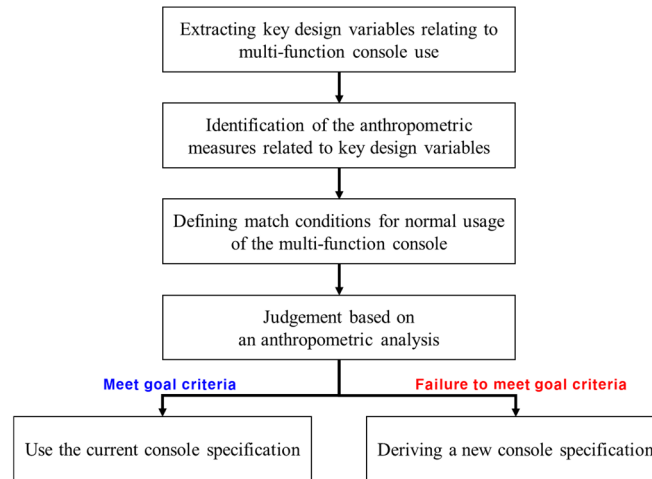 Extracting key design variables relating to
multi-function console use
Identification of the anthropometric
measures related to key design variables
Defining match conditions for normal usage
of the multi-function console
Judgement based on
an anthropometric analysis
Meet goal criteria
Failure to meet goal criteria
Use the current console specification
Deriving a new console specification